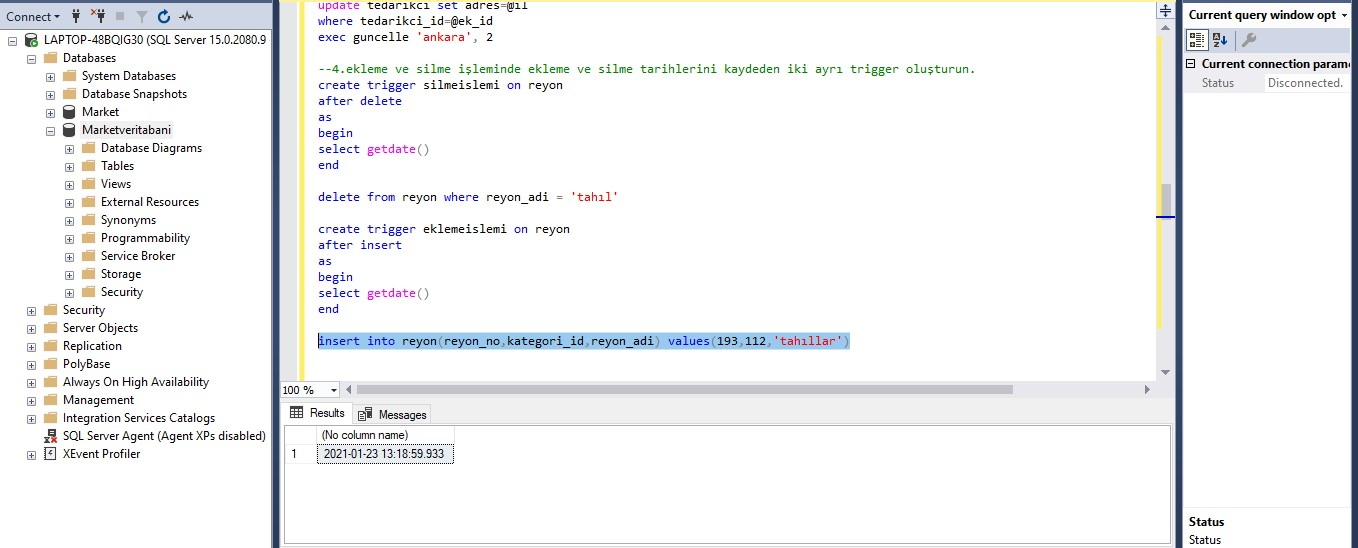 Connect
LAPTOP-48BQIG30 (SQL Server 15.0.2080.9
Databases
System Databases
Database Snapshots
Market
Marketveritabani
Database Diagrams
Tables
Views
External Resources
Synonyms
Programmability
Service Broker
Storage
Security
Security
Server Objects
Replication
PolyBase
Always On High Availability
Management
Integration Services Catalogs
SQL Server Agent (Agent XPs disabled)
XEvent Profiler
update tedarikci set adres=@il
where tedarikci_id=@ek_id
exec guncelle 'ankara', 2
--4.ekleme ve silme işleminde ekleme ve silme tarihlerini kaydeden iki ayrı trigger oluşturun.
create trigger silmeislemi on reyon
after delete
as
begin
select getdate()
end
delete from reyon where reyon_adi = 'tahıl'
create trigger eklemeislemi on reyon
after insert
as
begin
select getdate()
end
insert into reyon(reyon_no,kategori_id,reyon_adi) values(193,112,'tahıllar')
100 %
Results
Messages
(No column name)
1 2021-01-23 13:18:59.933
Current query window opt
Current connection param
Status Disconnected.
Status
Status